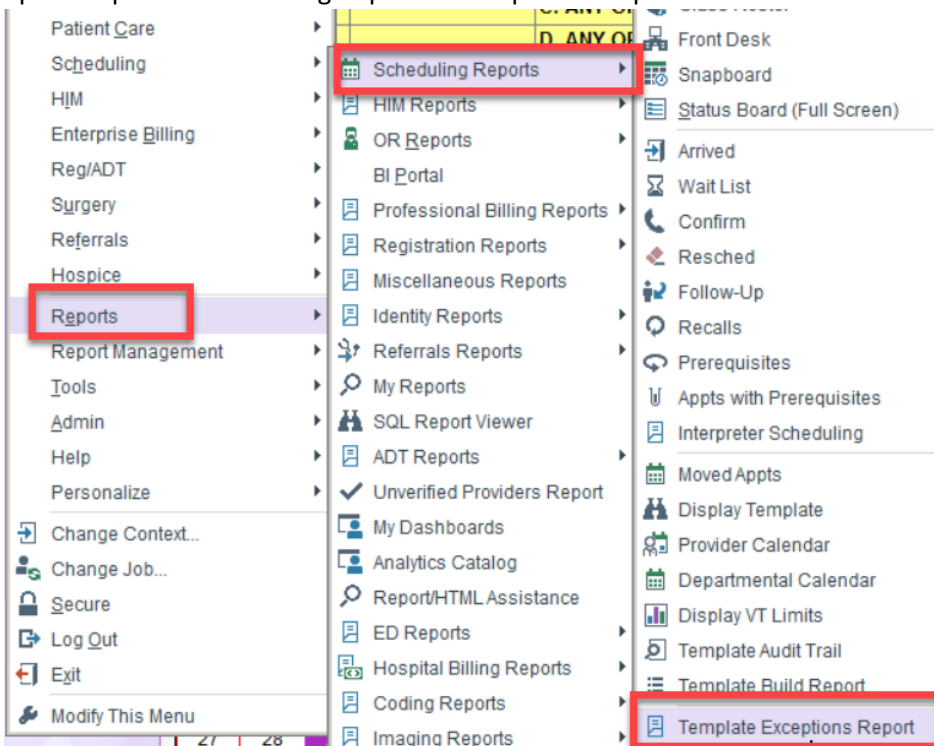 Patient Care
Scheduling
HIM
Enterprise Billing
Reg/ADT
Surgery
Referrals
Hospice
Reports
Report Management
Tools
Admin
Help
Personalize
Change Context...
Change Job...
Secure
Log Out
Exit
Modify This Menu
27 28
D. ANY OF
Scheduling Reports
HIM Reports
OR Reports
BI Portal
Professional Billing Reports
Registration Reports
Miscellaneous Reports
Identity Reports
Referrals Reports
My Reports
SQL Report Viewer
ADT Reports
Unverified Providers Report
My Dashboards
Analytics Catalog
Report/HTML Assistance
ED Reports
Hospital Billing Reports
Coding Reports
Imaging Reports
Front Desk
Snapboard
Status Board (Full Screen)
Arrived
Wait List
Confirm
Resched
Follow-Up
Recalls
Prerequisites
Appts with Prerequisites
Interpreter Scheduling
Moved Appts
Display Template
Provider Calendar
Departmental Calendar
Display VT Limits
Template Audit Trail
Template Build Report
Template Exceptions Report